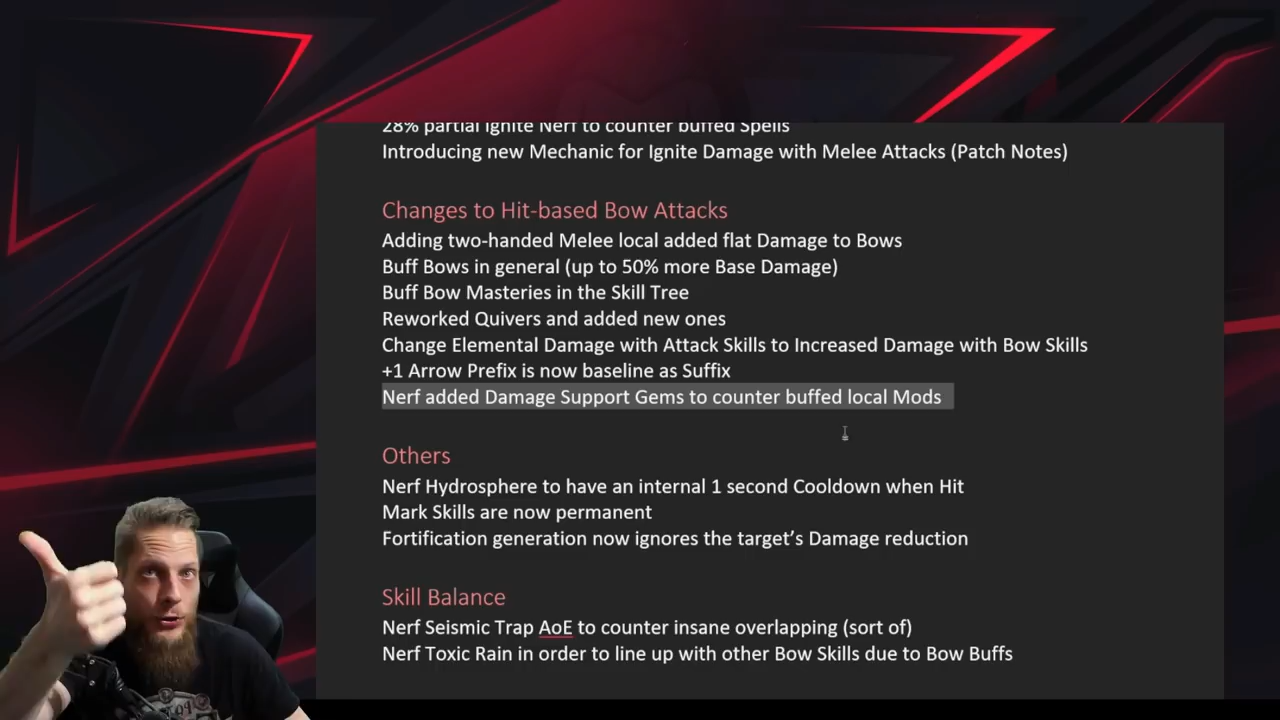 28% partial Ignite Nerf to counter buffed Spells
Introducing new Mechanic for Ignite Damage with Melee Attacks (Patch Notes)
Changes to Hit-based Bow Attacks
Adding two-handed Melee local added flat Damage to Bows
Buff Bows in general (up to 50% more Base Damage)
Buff Bow Masteries in the Skill Tree
Reworked Quivers and added new ones
Change Elemental Damage with Attack Skills to Increased Damage with Bow Skills
+1 Arrow Prefix is now baseline as Suffix
Nerf added Damage Support Gems to counter buffed local Mods
Others
Nerf Hydrosphere to have an internal 1 second Cooldown when Hit
Mark Skills are now permanent
Fortification generation now ignores the target’s Damage reduction
Skill Balance
Nerf Seismic Trap AoE to counter insane overlapping (sort of)
Nerf Toxic Rain in order to line up with other Bow Skills due to Bow Buffs